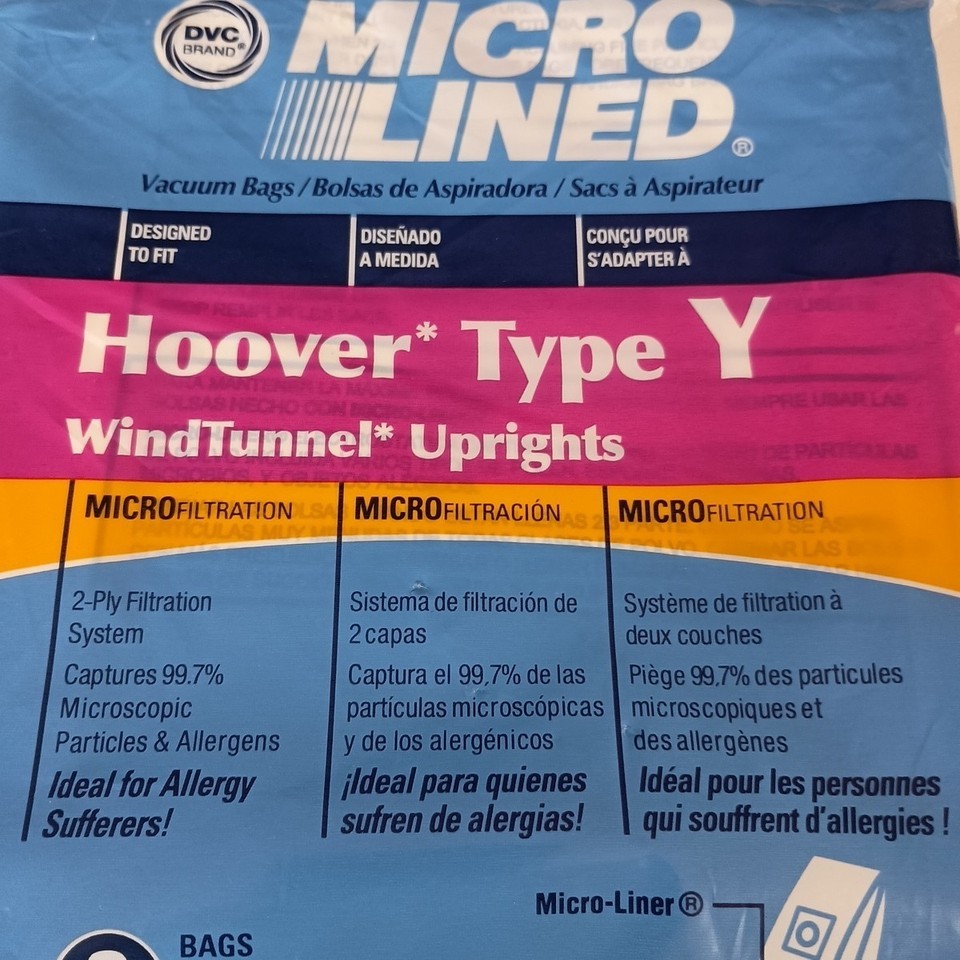 DVC
BRAND®
MICRO
LINED®
Vacuum Bags / Bolsas de Aspiradora / Sacs à Aspirateur
DESIGNED
TO FIT
DISEÑADO
A MEDIDA
CONÇU POUR
S'ADAPTER À
Hoover* Type Y
WindTunnel* Uprights
MICROFILTRATION
2-Ply Filtration
System
Captures 99.7%
Microscopic
Particles & Allergens
Ideal for Allergy
Sufferers!
MICROFILTRACIÓN
Sistema de filtración de
2 capas
Captura el 99,7% de las
partículas microscópicas
y de los alergénicos
¡Ideal para quienes
sufren de alergias!
MICROFILTRATION
Système de filtration à
deux couches
Piège 99,7% des particules
microscopiques et
des allergènes
Idéal pour les personnes
qui souffrent d'allergies !
Micro-Liner®
BAGS